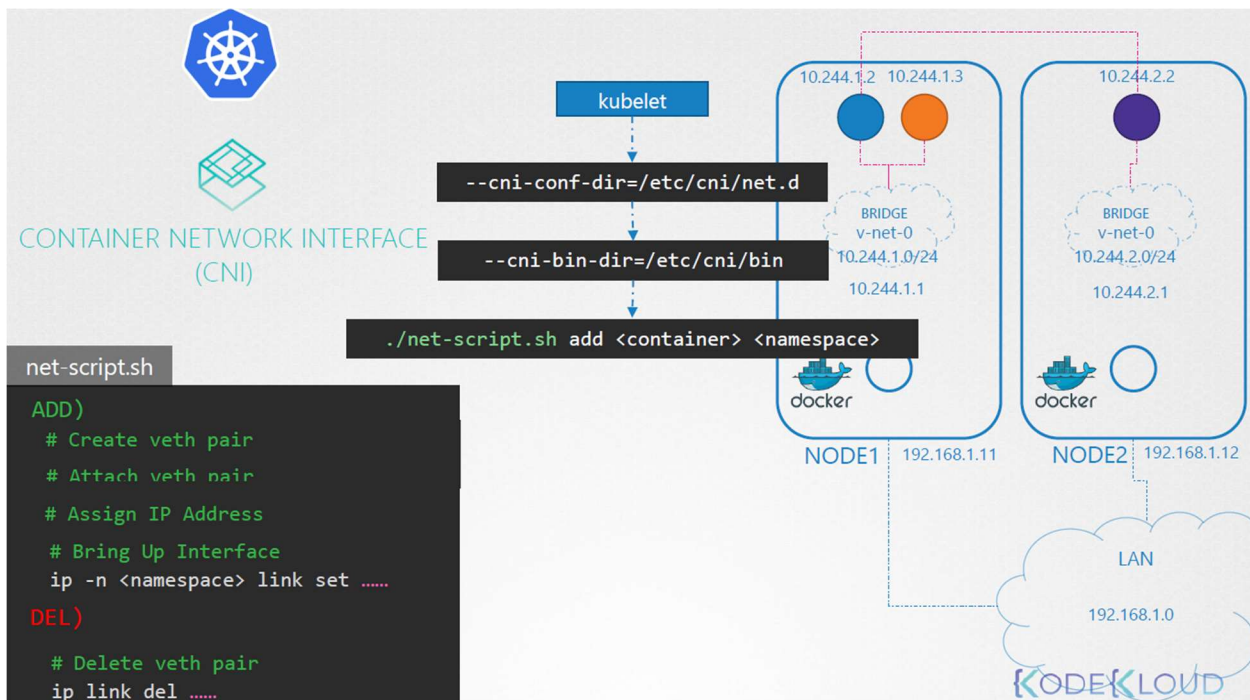 kubelet
--cni-conf-dir=/etc/cni/net.d
--cni-bin-dir=/etc/cni/bin
./net-script.sh add <container> <namespace>
CONTAINER NETWORK INTERFACE
(CNI)
net-script.sh
ADD)
# Create veth pair
# Attach veth pair
# Assign IP Address
# Bring Up Interface
ip -n <namespace> link set ……
DEL)
# Delete veth pair
ip link del ……
10.244.1.2 10.244.1.3
BRIDGE
v-net-0
10.244.1.0/24
10.244.1.1
docker
NODE1 192.168.1.11
10.244.2.2
BRIDGE
v-net-0
10.244.2.0/24
10.244.2.1
docker
NODE2 192.168.1.12
LAN
192.168.1.0
KODEKLOUD